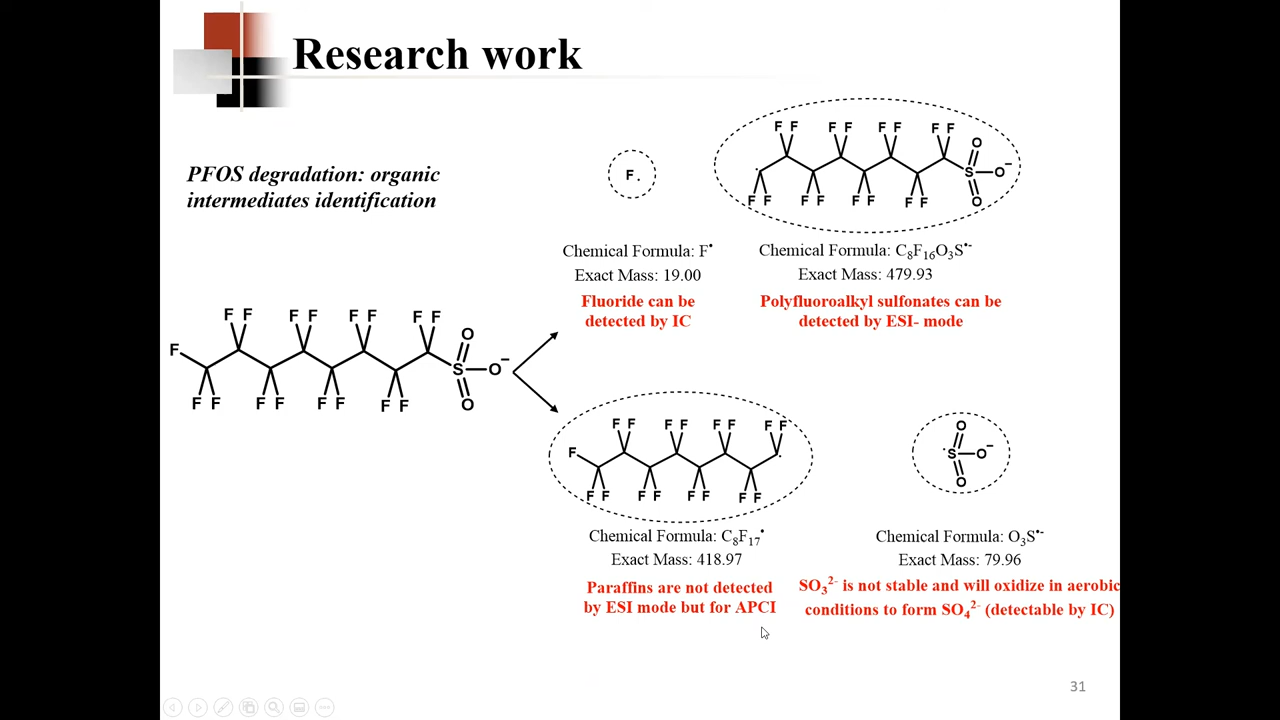 Research work
PFOS degradation: organic
intermediates identification
F.
Chemical Formula: F•
Exact Mass: 19.00
Fluoride can be
detected by IC
F F F F F F F F
O
S O−
F F F F F F F F
O
Chemical Formula: C₈F₁₆O₃S•-
Exact Mass: 479.93
Polyfluoroalkyl sulfonates can be
detected by ESI- mode
F F F F F F F F
O
F
S O−
F F F F F F F F
O
F F F F F F F F
F
F F F F F F F F
Chemical Formula: C₈F₁₇•
Exact Mass: 418.97
Paraffins are not detected
by ESI mode but for APCI
O
·S O−
O
Chemical Formula: O₃S•-
Exact Mass: 79.96
SO₃²⁻ is not stable and will oxidize in aerobic
conditions to form SO₄²⁻ (detectable by IC)
31